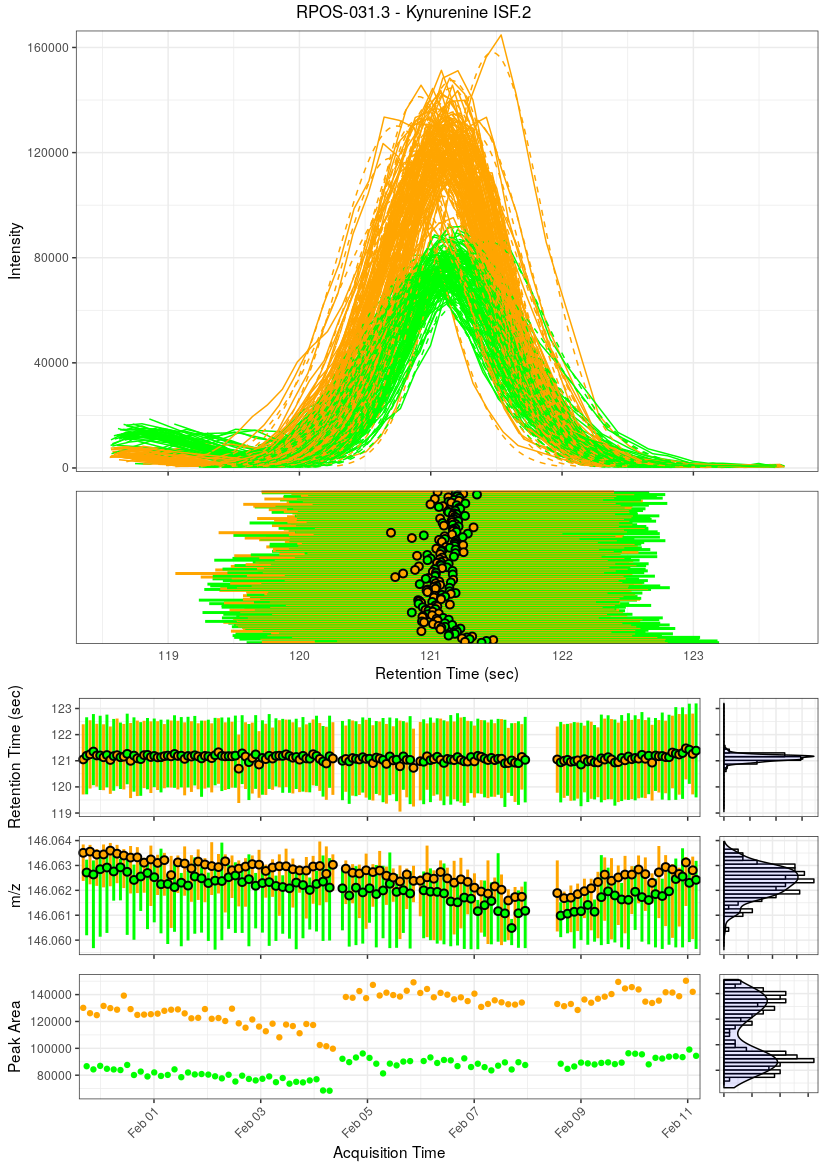 RPOS-031.3 - Kynurenine ISF.2
160000
120000
80000
40000
0
Intensity
119 120 121 122 123
Retention Time (sec)
123
122
121
120
119
Retention Time (sec)
146.064
146.063
146.062
146.061
146.060
m/z
140000
120000
100000
80000
Peak Area
Feb 01 Feb 03 Feb 05 Feb 07 Feb 09 Feb 11
Acquisition Time